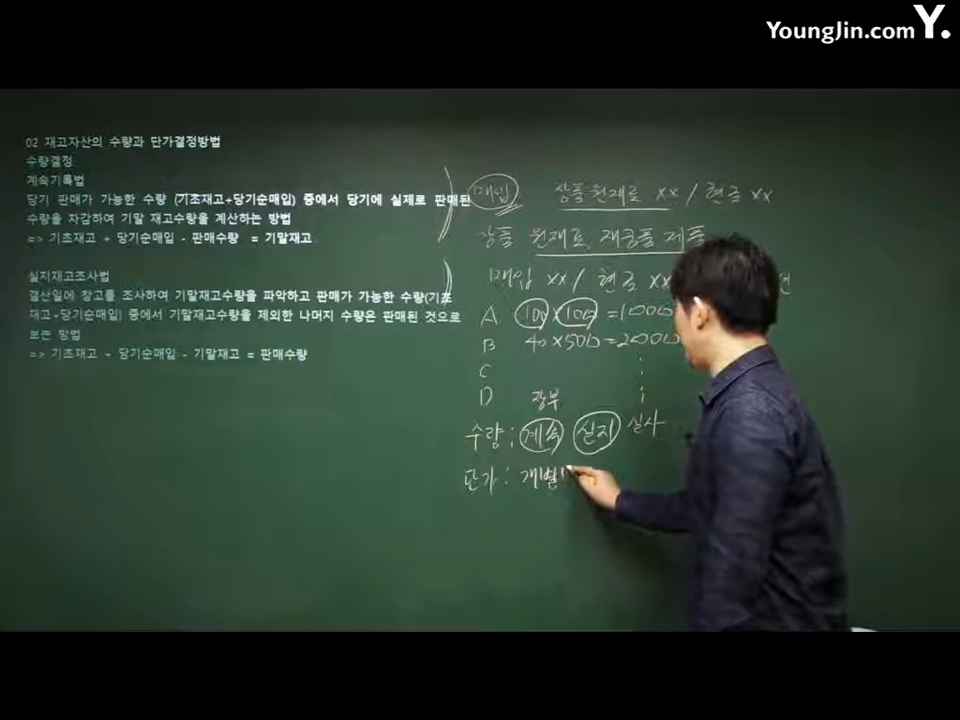 YoungJin.com Y.
02 재고자산의 수량과 단가결정방법
수량결정
계속기록법
당기 판매가 가능한 수량 (기초재고+당기순매입) 중에서 당기에 실제로 판매된
수량을 차감하여 기말 재고수량을 계산하는 방법
=> 기초재고 + 당기순매입 - 판매수량 = 기말재고
실지재고조사법
결산일에 창고를 조사하여 기말재고수량을 파악하고 판매가 가능한 수량(기초
재고+당기순매입) 중에서 기말재고수량을 제외한 나머지 수량은 판매된 것으로
보는 방법
=> 기초재고 + 당기순매입 - 기말재고 = 판매수량
매입 상품원재료 xx / 현금 xx
상품 원재료, 재공품 제품
매입 xx / 현금 xx
A 100 x 100 = 10000
B 40 x 500 = 20000
C
D 장부
수량 : 계속 실지 실사
단가 : 개별